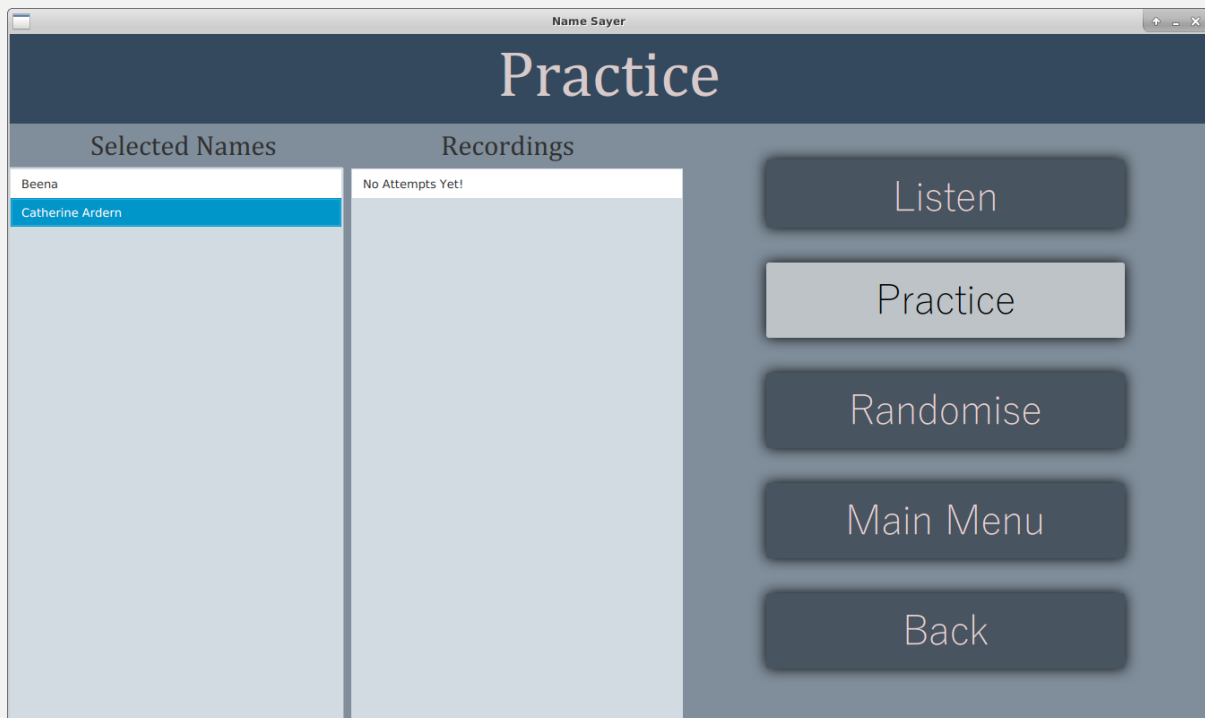 Name Sayer
Practice
Selected Names
Beena
Catherine Ardern
Recordings
No Attempts Yet!
Listen
Practice
Randomise
Main Menu
Back